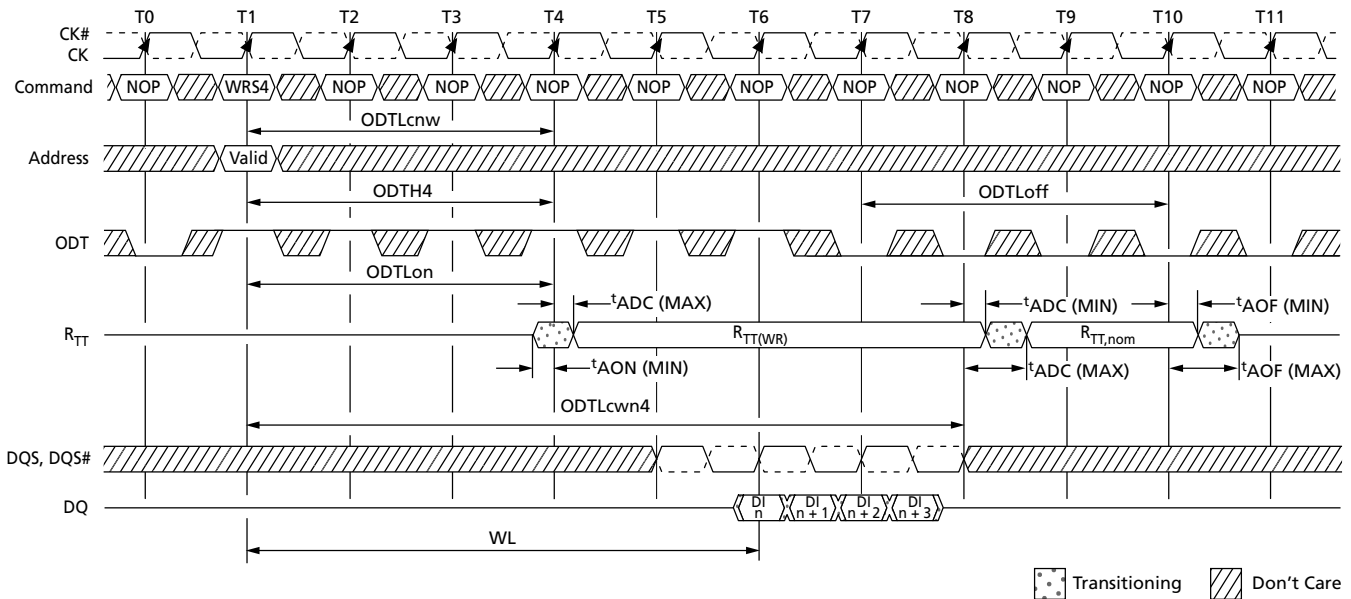 T0 T1 T2 T3 T4 T5 T6 T7 T8 T9 T10 T11
CK#
CK
Command NOP WRS4 NOP NOP NOP NOP NOP NOP NOP NOP NOP NOP
ODTLcnw
Address Valid
ODTH4 ODTLoff
ODT
ODTLon
tADC (MAX) tADC (MIN) tAOF (MIN)
RTT RTT(WR) RTT,nom
tAON (MIN) tADC (MAX) tAOF (MAX)
ODTLcwn4
DQS, DQS#
DQ DI n DI n + 1 DI n + 2 DI n + 3
WL
Transitioning Don't Care